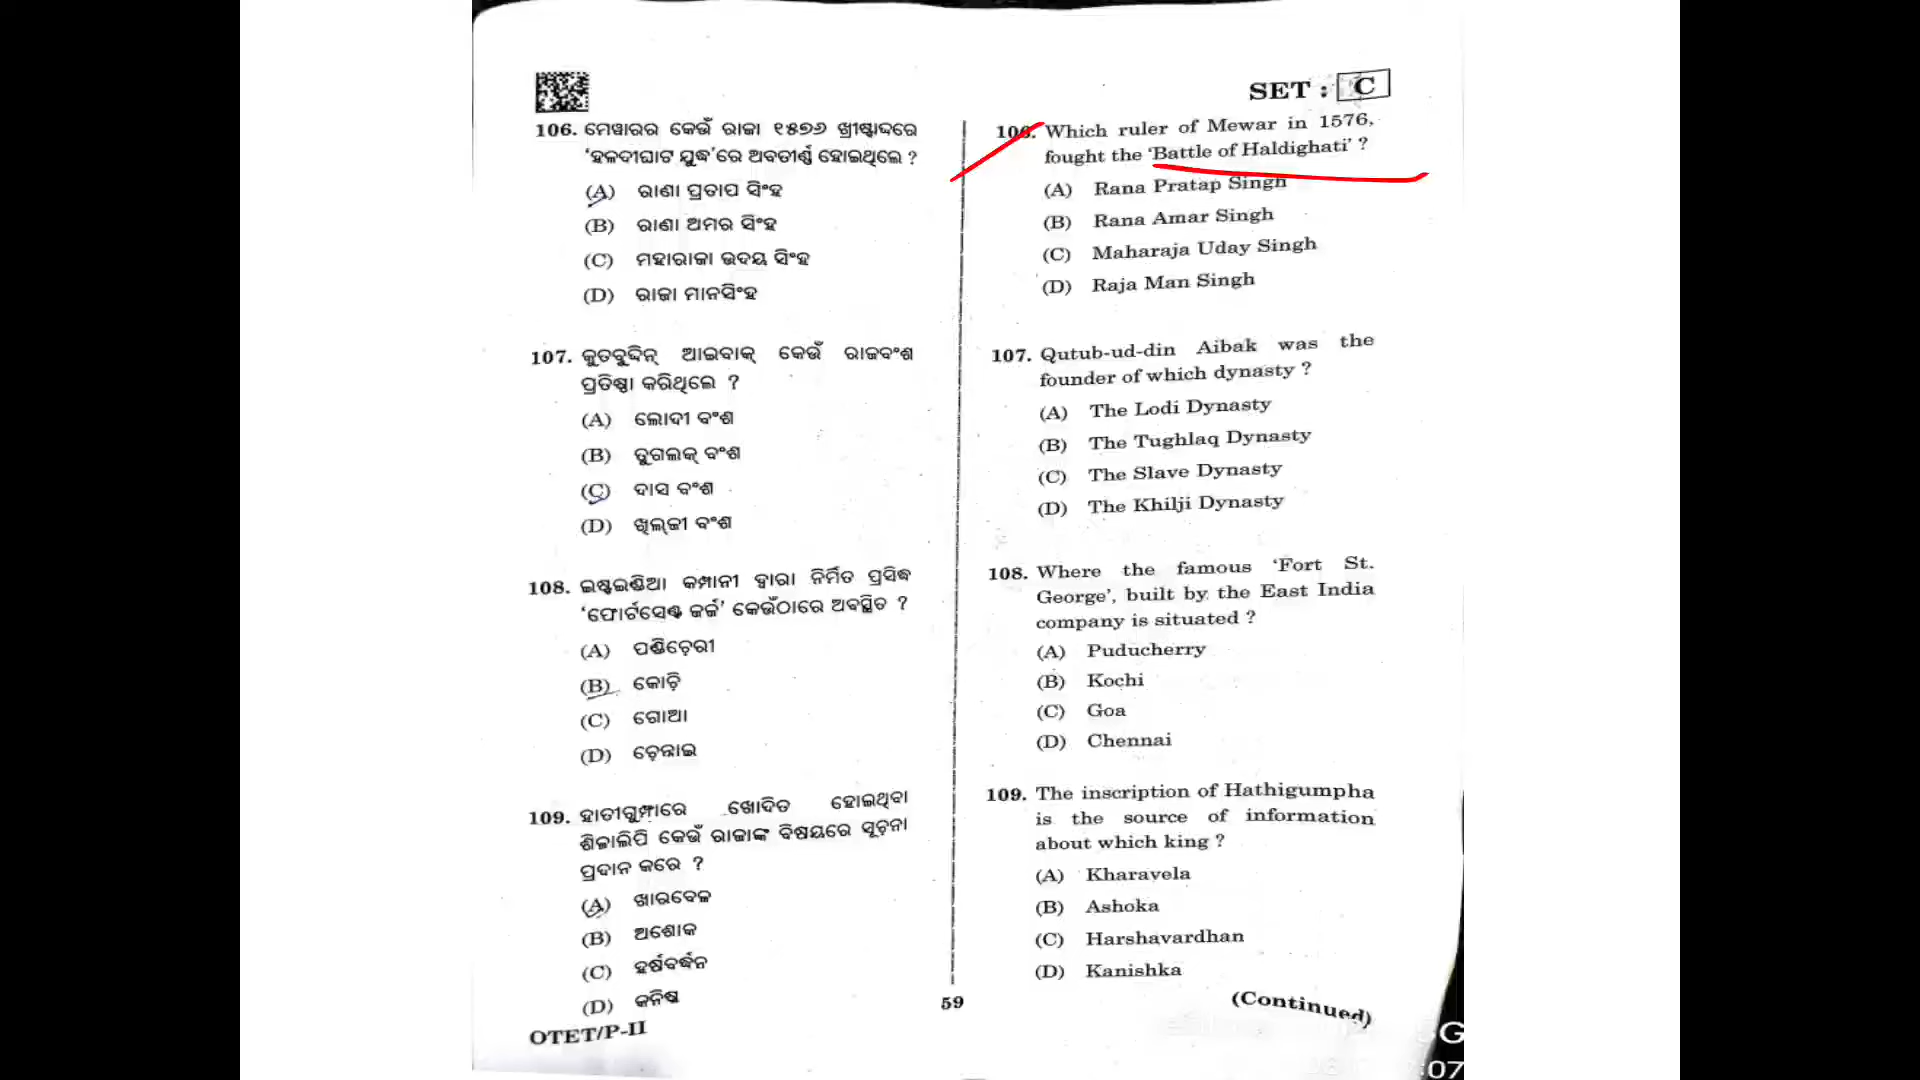 SET : C
106. ମେୱାରର କେଉଁ ରାଜା ୧୫୭୬ ଖ୍ରୀଷ୍ଟାବ୍ଦରେ
‘ହଳଦୀଘାଟ ଯୁଦ୍ଧ’ରେ ଅବତୀର୍ଣ୍ଣ ହୋଇଥିଲେ ?
(A) ରାଣା ପ୍ରତାପ ସିଂହ
(B) ରାଣା ଅମର ସିଂହ
(C) ମହାରାଜା ଉଦୟ ସିଂହ
(D) ରାଜା ମାନସିଂହ
107. କୁତବୁଦ୍ଦିନ୍ ଆଇବାକ୍ କେଉଁ ରାଜବଂଶ
ପ୍ରତିଷ୍ଠା କରିଥିଲେ ?
(A) ଲୋଦୀ ବଂଶ
(B) ତୁଗଲକ୍ ବଂଶ
(C) ଦାସ ବଂଶ
(D) ଖିଲ୍‌ଜୀ ବଂଶ
108. ଇଷ୍ଟଇଣ୍ଡିଆ କମ୍ପାନୀ ଦ୍ୱାରା ନିର୍ମିତ ପ୍ରସିଦ୍ଧ
‘ଫୋର୍ଟସେଣ୍ଟ ଜର୍ଜ’ କେଉଁଠାରେ ଅବସ୍ଥିତ ?
(A) ପଣ୍ଡିଚେରୀ
(B) କୋଚି
(C) ଗୋଆ
(D) ଚେନ୍ନାଇ
109. ହାତୀଗୁମ୍ଫାରେ ଖୋଦିତ ହୋଇଥିବା
ଶିଳାଲିପି କେଉଁ ରାଜାଙ୍କ ବିଷୟରେ ସୂଚନା
ପ୍ରଦାନ କରେ ?
(A) ଖାରବେଳ
(B) ଅଶୋକ
(C) ହର୍ଷବର୍ଦ୍ଧନ
(D) କନିଷ୍କ
OTET/P-II
106. Which ruler of Mewar in 1576,
fought the ‘Battle of Haldighati’ ?
(A) Rana Pratap Singh
(B) Rana Amar Singh
(C) Maharaja Uday Singh
(D) Raja Man Singh
107. Qutub-ud-din Aibak was the
founder of which dynasty ?
(A) The Lodi Dynasty
(B) The Tughlaq Dynasty
(C) The Slave Dynasty
(D) The Khilji Dynasty
108. Where the famous ‘Fort St.
George’, built by the East India
company is situated ?
(A) Puducherry
(B) Kochi
(C) Goa
(D) Chennai
109. The inscription of Hathigumpha
is the source of information
about which king ?
(A) Kharavela
(B) Ashoka
(C) Harshavardhan
(D) Kanishka
59
(Continued)